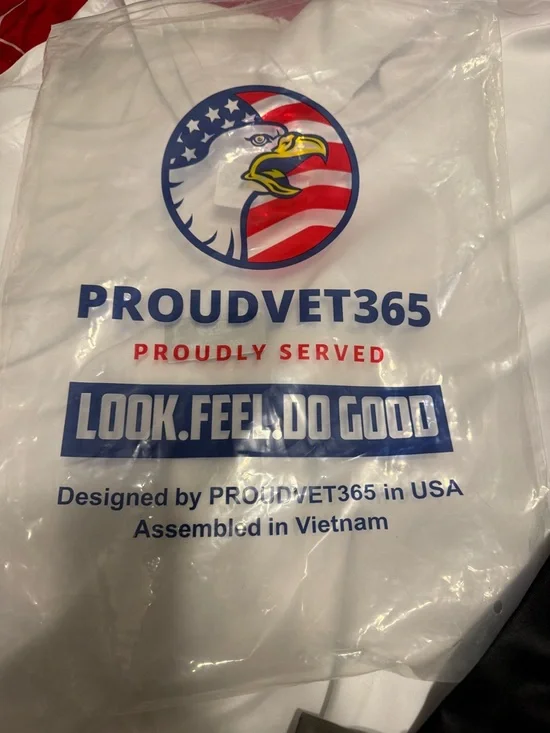 PROUDVET365
PROUDLY SERVED
LOOK.FEEL.DO GOOD
Designed by PROUDVET365 in USA
Assembled in Vietnam